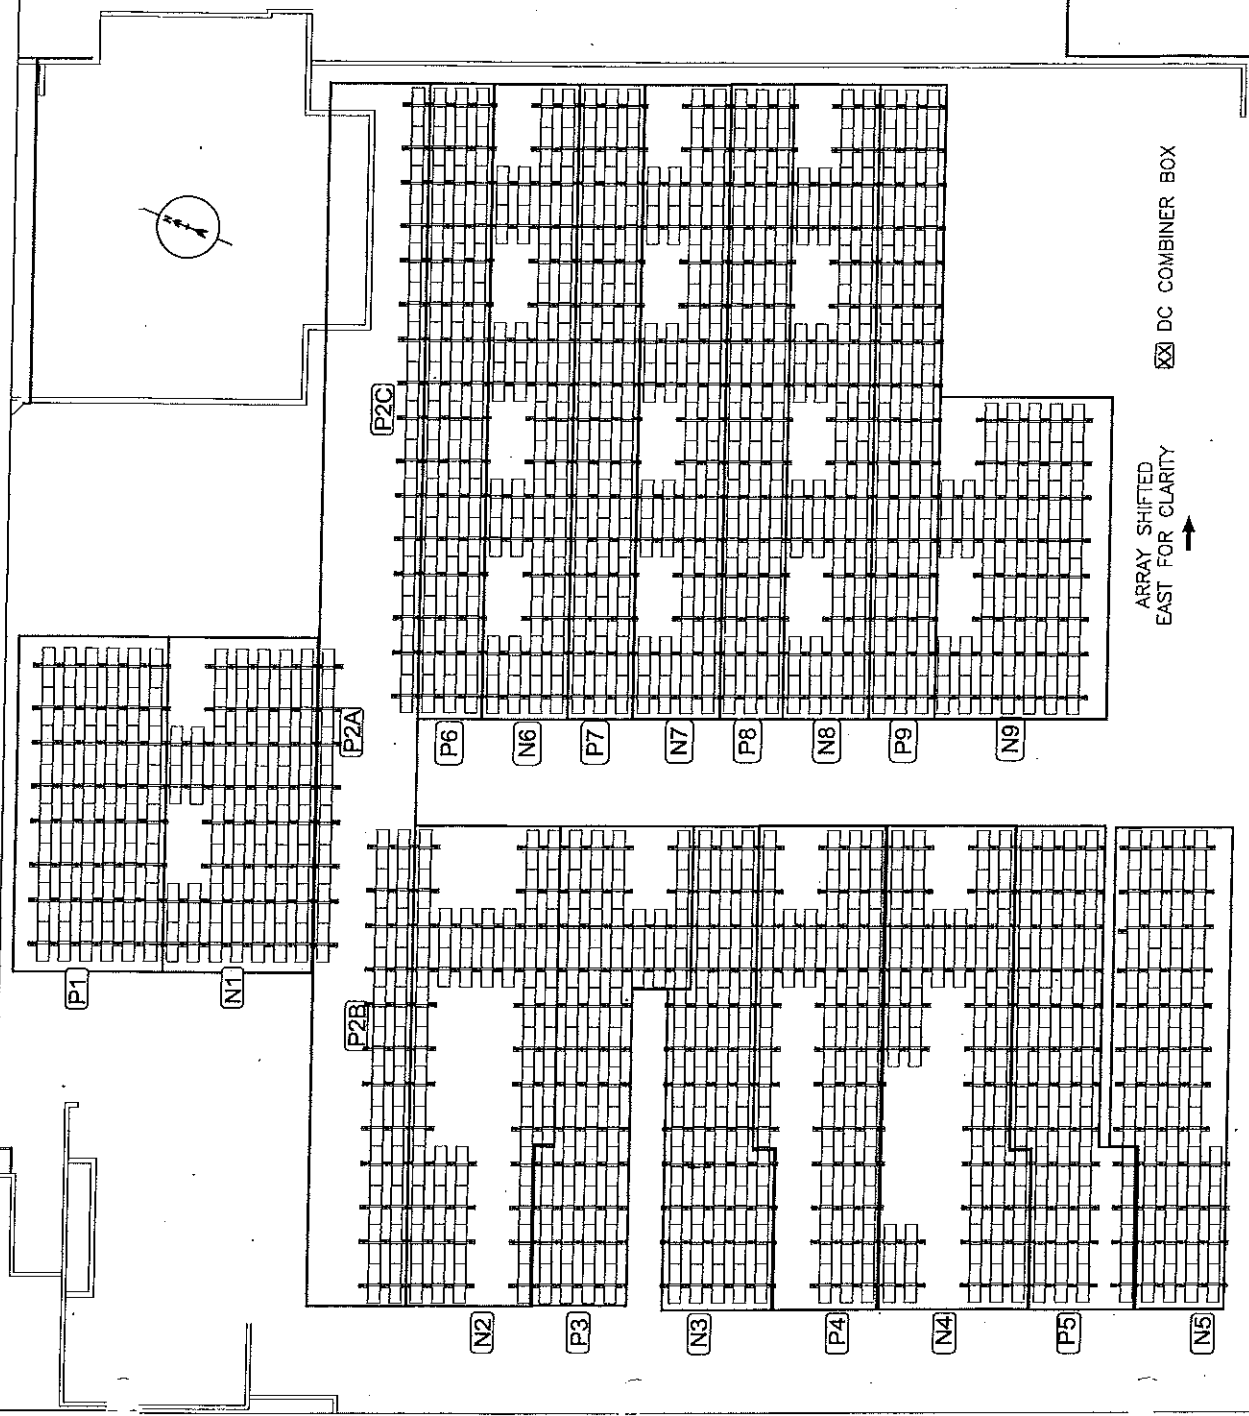 P2C
XX DC COMBINER BOX
ARRAY SHIFTED
EAST FOR CLARITY
P2A
P6
N6
P7
N7
P8
N8
P9
N9
P1
N1
P2B
N2
P3
N3
P4
N4
P5
N5